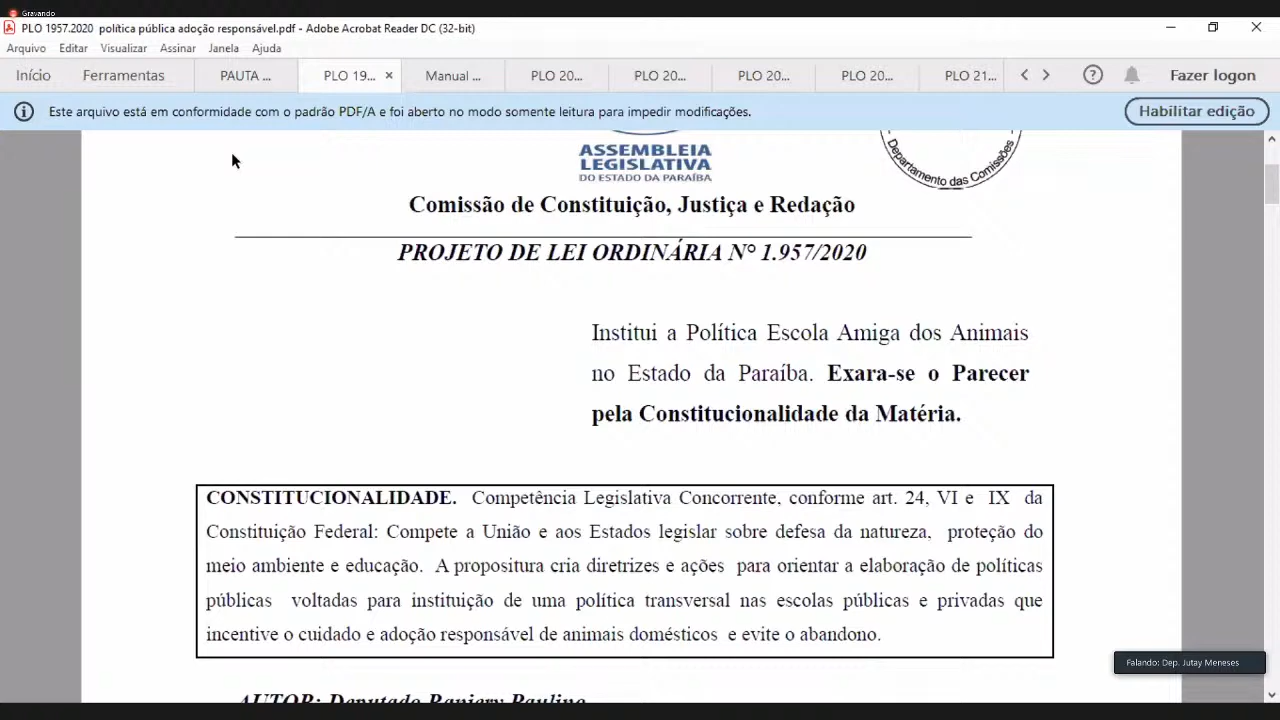 Gravando
PLO 1957.2020 política pública adoção responsável.pdf - Adobe Acrobat Reader DC (32-bit)
Arquivo Editar Visualizar Assinar Janela Ajuda
Início Ferramentas PAUTA ... PLO 19... × Manual ... PLO 20... PLO 20... PLO 20... PLO 20... PLO 21... Fazer logon
Este arquivo está em conformidade com o padrão PDF/A e foi aberto no modo somente leitura para impedir modificações. Habilitar edição
ASSEMBLEIA
LEGISLATIVA
DO ESTADO DA PARAÍBA
Departamento das Comissões
Comissão de Constituição, Justiça e Redação
PROJETO DE LEI ORDINÁRIA N° 1.957/2020
Institui a Política Escola Amiga dos Animais
no Estado da Paraíba. Exara-se o Parecer
pela Constitucionalidade da Matéria.
CONSTITUCIONALIDADE. Competência Legislativa Concorrente, conforme art. 24, VI e IX da
Constituição Federal: Compete a União e aos Estados legislar sobre defesa da natureza, proteção do
meio ambiente e educação. A propositura cria diretrizes e ações para orientar a elaboração de políticas
públicas voltadas para instituição de uma política transversal nas escolas públicas e privadas que
incentive o cuidado e adoção responsável de animais domésticos e evite o abandono.
Falando: Dep. Jutay Meneses
AUTOR: Deputado Raniery Paulino